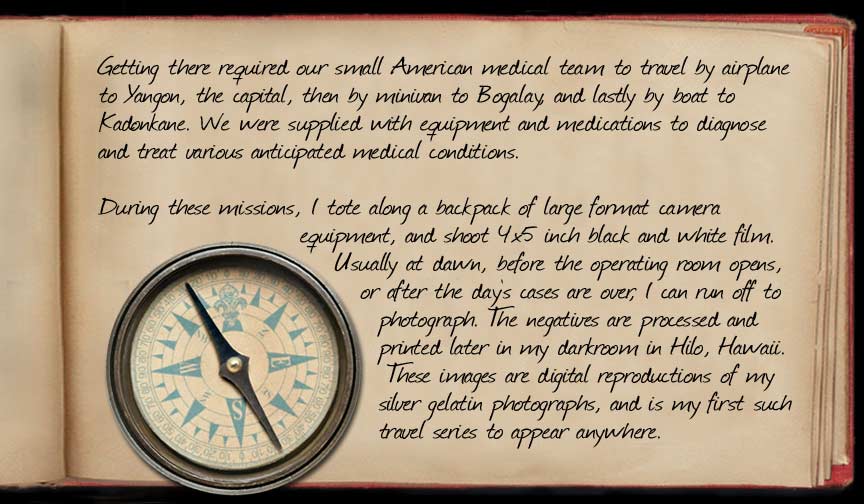 Getting there required our small American medical team to travel by airplane
to Yangon, the capital, then by minivan to Bogalay, and lastly by boat to
Kadonkane. We were supplied with equipment and medications to diagnose
and treat various anticipated medical conditions.
During these missions, I tote along a backpack of large format camera
equipment, and shoot 4x5 inch black and white film.
Usually at dawn, before the operating room opens,
or after the day's cases are over, I can run off to
photograph. The negatives are processed and
printed later in my darkroom in Hilo, Hawaii.
These images are digital reproductions of my
silver gelatin photographs, and is my first such
travel series to appear anywhere.
E
S
W